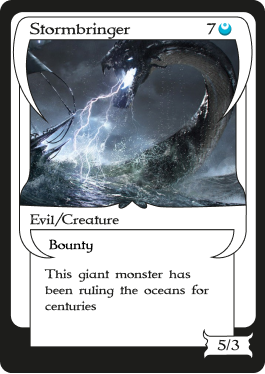 Stormbringer 7
Evil/Creature
Bounty
This giant monster has
been ruling the oceans for
centuries
5/3